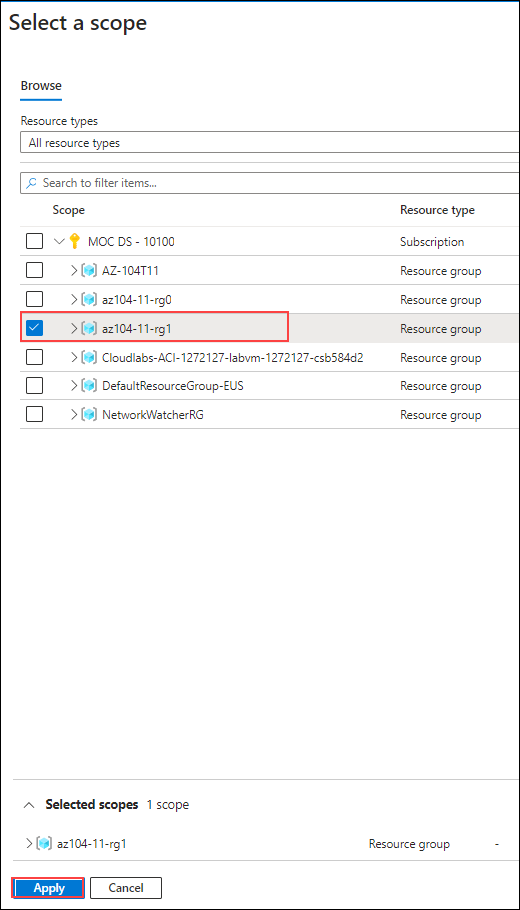 Select a scope
Browse
Resource types
All resource types
Search to filter items...
Scope Resource type
MOC DS - 10100 Subscription
AZ-104T11 Resource group
az104-11-rg0 Resource group
az104-11-rg1 Resource group
Cloudlabs-ACI-1272127-labvm-1272127-csb584d2 Resource group
DefaultResourceGroup-EUS Resource group
NetworkWatcherRG Resource group
Selected scopes 1 scope
az104-11-rg1 Resource group -
Apply Cancel